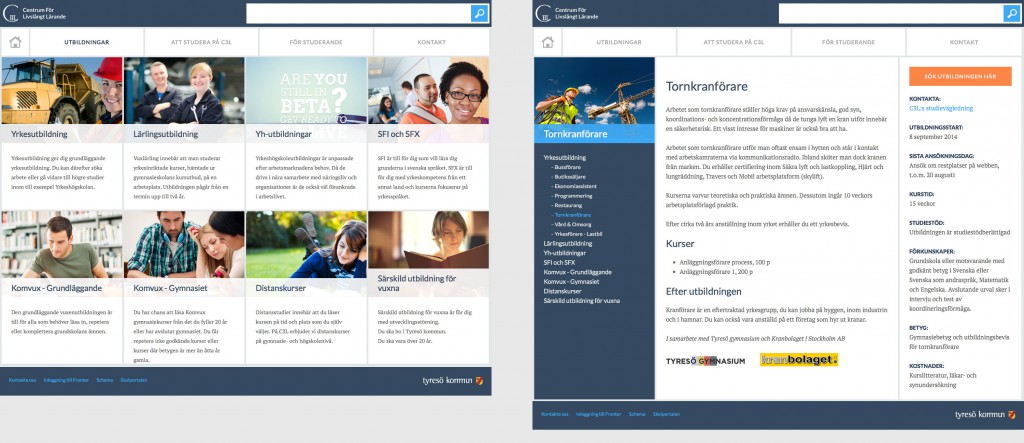 Centrum För
Livslångt Lärande
UTBILDNINGAR
ATT STUDERA PÅ C3L
FÖR STUDERANDE
KONTAKT
ARE YOU
STILL IN
BETA?
GET READY TO
Yrkesutbildning
Lärlingsutbildning
Yh-utbildningar
SFI och SFX
Yrkesutbildning ger dig grundläggande
yrkesutbildning. Du kan därefter söka
arbete eller gå vidare till högre studier
inom till exempel Yrkeshögskolan.
Vuxlärling innebär att man studerar
yrkesinriktade kurser, hämtade ur
gymnasieskolans kursutbud, på en
arbetsplats. Utbildningen pågår från en
termin upp till två år.
Yrkeshögskoleutbildningar är anpassade
efter arbetsmarknadens behov. Då de
drivs i nära samarbete med näringsliv och
organisationer är de också väl förankrade
i arbetslivet.
SFI är till för dig som vill läsa dig
grunderna i svenska språket. SFX är till
för dig med yrkeskompetens från ett
annat land och kurserna fokuserar på
yrkesspråket.
Komvux - Grundläggande
Komvux - Gymnasiet
Distanskurser
Särskild utbildning för
vuxna
Den grundläggande vuxenutbildningen är
till för alla som behöver läsa in, repetera
eller komplettera grundskolans ämnen.
Du har chans att läsa Komvux
gymnasiekurser från det du fyller 20 år
eller har avslutat gymnasiet. Du får
repetera icke godkända kurser eller
kurser där betygen är mer än åtta år
gamla.
Distansstudier innebär att du läser
kursen på tid och plats som du själv
väljer. På C3L erbjuder vi distanskurser
på gymnasie- och högskolenivå.
Särskild utbildning för vuxna är för dig
med utvecklingsstörning.
Du ska bo i Tyresö kommun.
Du ska vara över 20 år.
Kontakta oss
Inloggning till Fronter
Schema
Skolportalen
tyresö kommun
Centrum För
Livslångt Lärande
UTBILDNINGAR
ATT STUDERA PÅ C3L
FÖR STUDERANDE
KONTAKT
Tornkranförare
Yrkesutbildning
- Bussförare
- Butikssäljare
- Ekonomiassistent
- Programmering
- Restaurang
- Tornkranförare
- Vård & Omsorg
- Yrkesförare - Lastbil
Lärlingsutbildning
Yh-utbildningar
SFI och SFX
Komvux - Grundläggande
Komvux - Gymnasiet
Distanskurser
Särskild utbildning för vuxna
Tornkranförare
Arbetet som tornkranförare ställer höga krav på ansvarskänsla, god syn,
koordinations- och koncentrationsförmåga då de tunga lyft en kran utför innebär
en säkerhetsrisk. Ett visst intresse för maskiner är också bra att ha.
Arbetet som tornkranförare utför man oftast ensam i hytten och står i kontakt
med arbetskamraterna via kommunikationsradio. Ibland sköter man dock kranen
från marken. Du erhåller certifiering inom Säkra lyft och lastkoppling, Hjärt och
lungräddning, Travers och Mobil arbetsplatsform (skylift).
Kurserna varvar teoretiska och praktiska ämnen. Dessutom ingår 10 veckors
arbetsplatsförlagd praktik.
Efter cirka två års anställning inom yrket erhåller du ett yrkesbevis.
Kurser
• Anläggningsförare process, 100 p
• Anläggningsförare 1, 200 p
Efter utbildningen
Kranförare är en eftertraktad yrkesgrupp, du kan jobba på byggen, inom industrin
och i hamnar. Du kan också vara anställd på ett företag som hyr ut kranar.
I samarbete med Tyresö gymnasium och Kranbolaget i Stockholm AB
TYRESÖ GYMNASIUM
kranbolaget.
SÖK UTBILDNINGEN HÄR
KONTAKTA:
C3L:s studievägledning
UTBILDNINGSSTART:
8 september 2014
SISTA ANSÖKNINGSDAG:
Ansök om restplatser på webben,
t.o.m. 20 augusti
KURSTID:
15 veckor
STUDIESTÖD:
Utbildningen är studiestödberättigad
FÖRKUNSKAPER:
Grundskola eller motsvarande med
godkänt betyg i Svenska eller
Svenska som andraspråk, Matematik
och Engelska. Avslutande urval sker i
Intervju och test av
koordineringsförmåga.
BETYG:
Gymnasiebetyg och utbildningsbevis
för tornkranförare
KOSTNADER:
Kurslitteratur, läkar- och
synundersökning
Kontakta oss
Inloggning till Fronter
Schema
Skolportalen
tyresö kommun